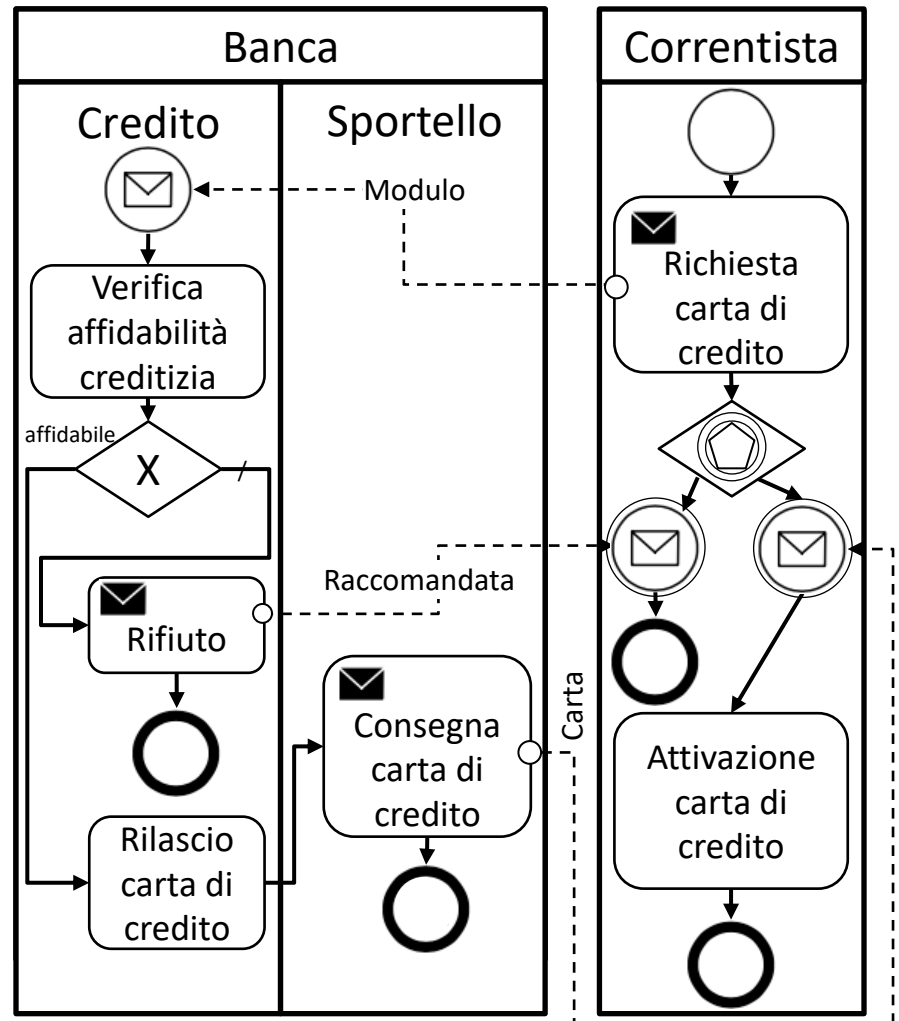 Banca
Correntista
Credito
Sportello
Modulo
Richiesta
carta di
credito
Verifica
affidabilità
creditizia
affidabile
X
Raccomandata
Rifiuto
Carta
Consegna
carta di
credito
Attivazione
carta di
credito
Rilascio
carta di
credito